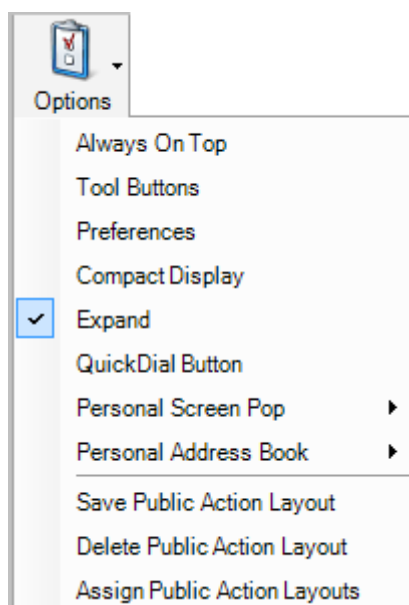 Options
Always On Top
Tool Buttons
Preferences
Compact Display
Expand
QuickDial Button
Personal Screen Pop
Personal Address Book
Save Public Action Layout
Delete Public Action Layout
Assign Public Action Layouts